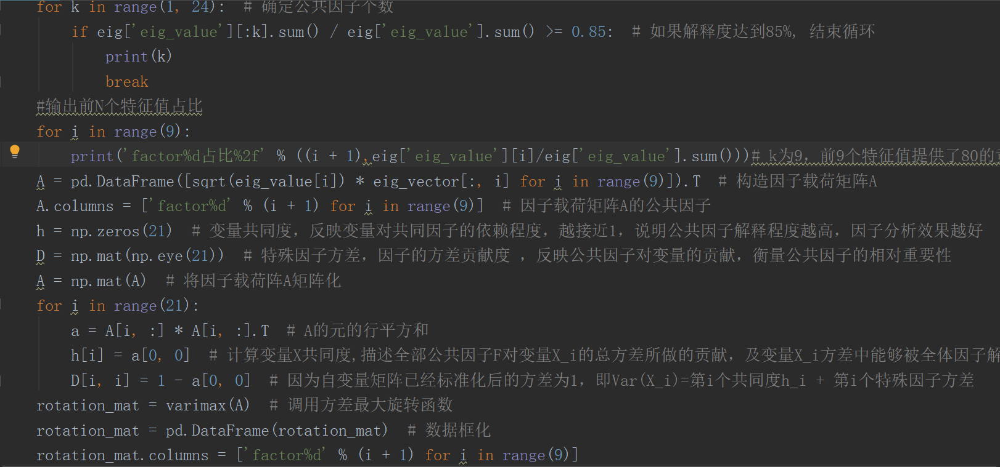 for k in range(1, 24):  # 确定公共因子个数
    if eig['eig_value'][:k].sum() / eig['eig_value'].sum() >= 0.85:  # 如果解释度达到85%, 结束循环
        print(k)
        break
#输出前N个特征值占比
for i in range(9):
    print('factor%d占比%2f' % ((i + 1),eig['eig_value'][i]/eig['eig_value'].sum()))# k为9, 前9个特征值提供了80的
A = pd.DataFrame([sqrt(eig_value[i]) * eig_vector[:, i] for i in range(9)]).T  # 构造因子载荷矩阵A
A.columns = ['factor%d' % (i + 1) for i in range(9)]  # 因子载荷矩阵A的公共因子
h = np.zeros(21)  # 变量共同度，反映变量对共同因子的依赖程度，越接近1，说明公共因子解释程度越高，因子分析效果越好
D = np.mat(np.eye(21))  # 特殊因子方差，因子的方差贡献度 ，反映公共因子对变量的贡献，衡量公共因子的相对重要性
A = np.mat(A)  # 将因子载荷阵A矩阵化
for i in range(21):
    a = A[i, :] * A[i, :].T  # A的元的行平方和
    h[i] = a[0, 0]  # 计算变量X共同度,描述全部公共因子F对变量X_i的总方差所做的贡献，及变量X_i方差中能够被全体因子解
    D[i, i] = 1 - a[0, 0]  # 因为自变量矩阵已经标准化后的方差为1，即Var(X_i)=第i个共同度h_i + 第i个特殊因子方差
rotation_mat = varimax(A)  # 调用方差最大旋转函数
rotation_mat = pd.DataFrame(rotation_mat)  # 数据框化
rotation_mat.columns = ['factor%d' % (i + 1) for i in range(9)]